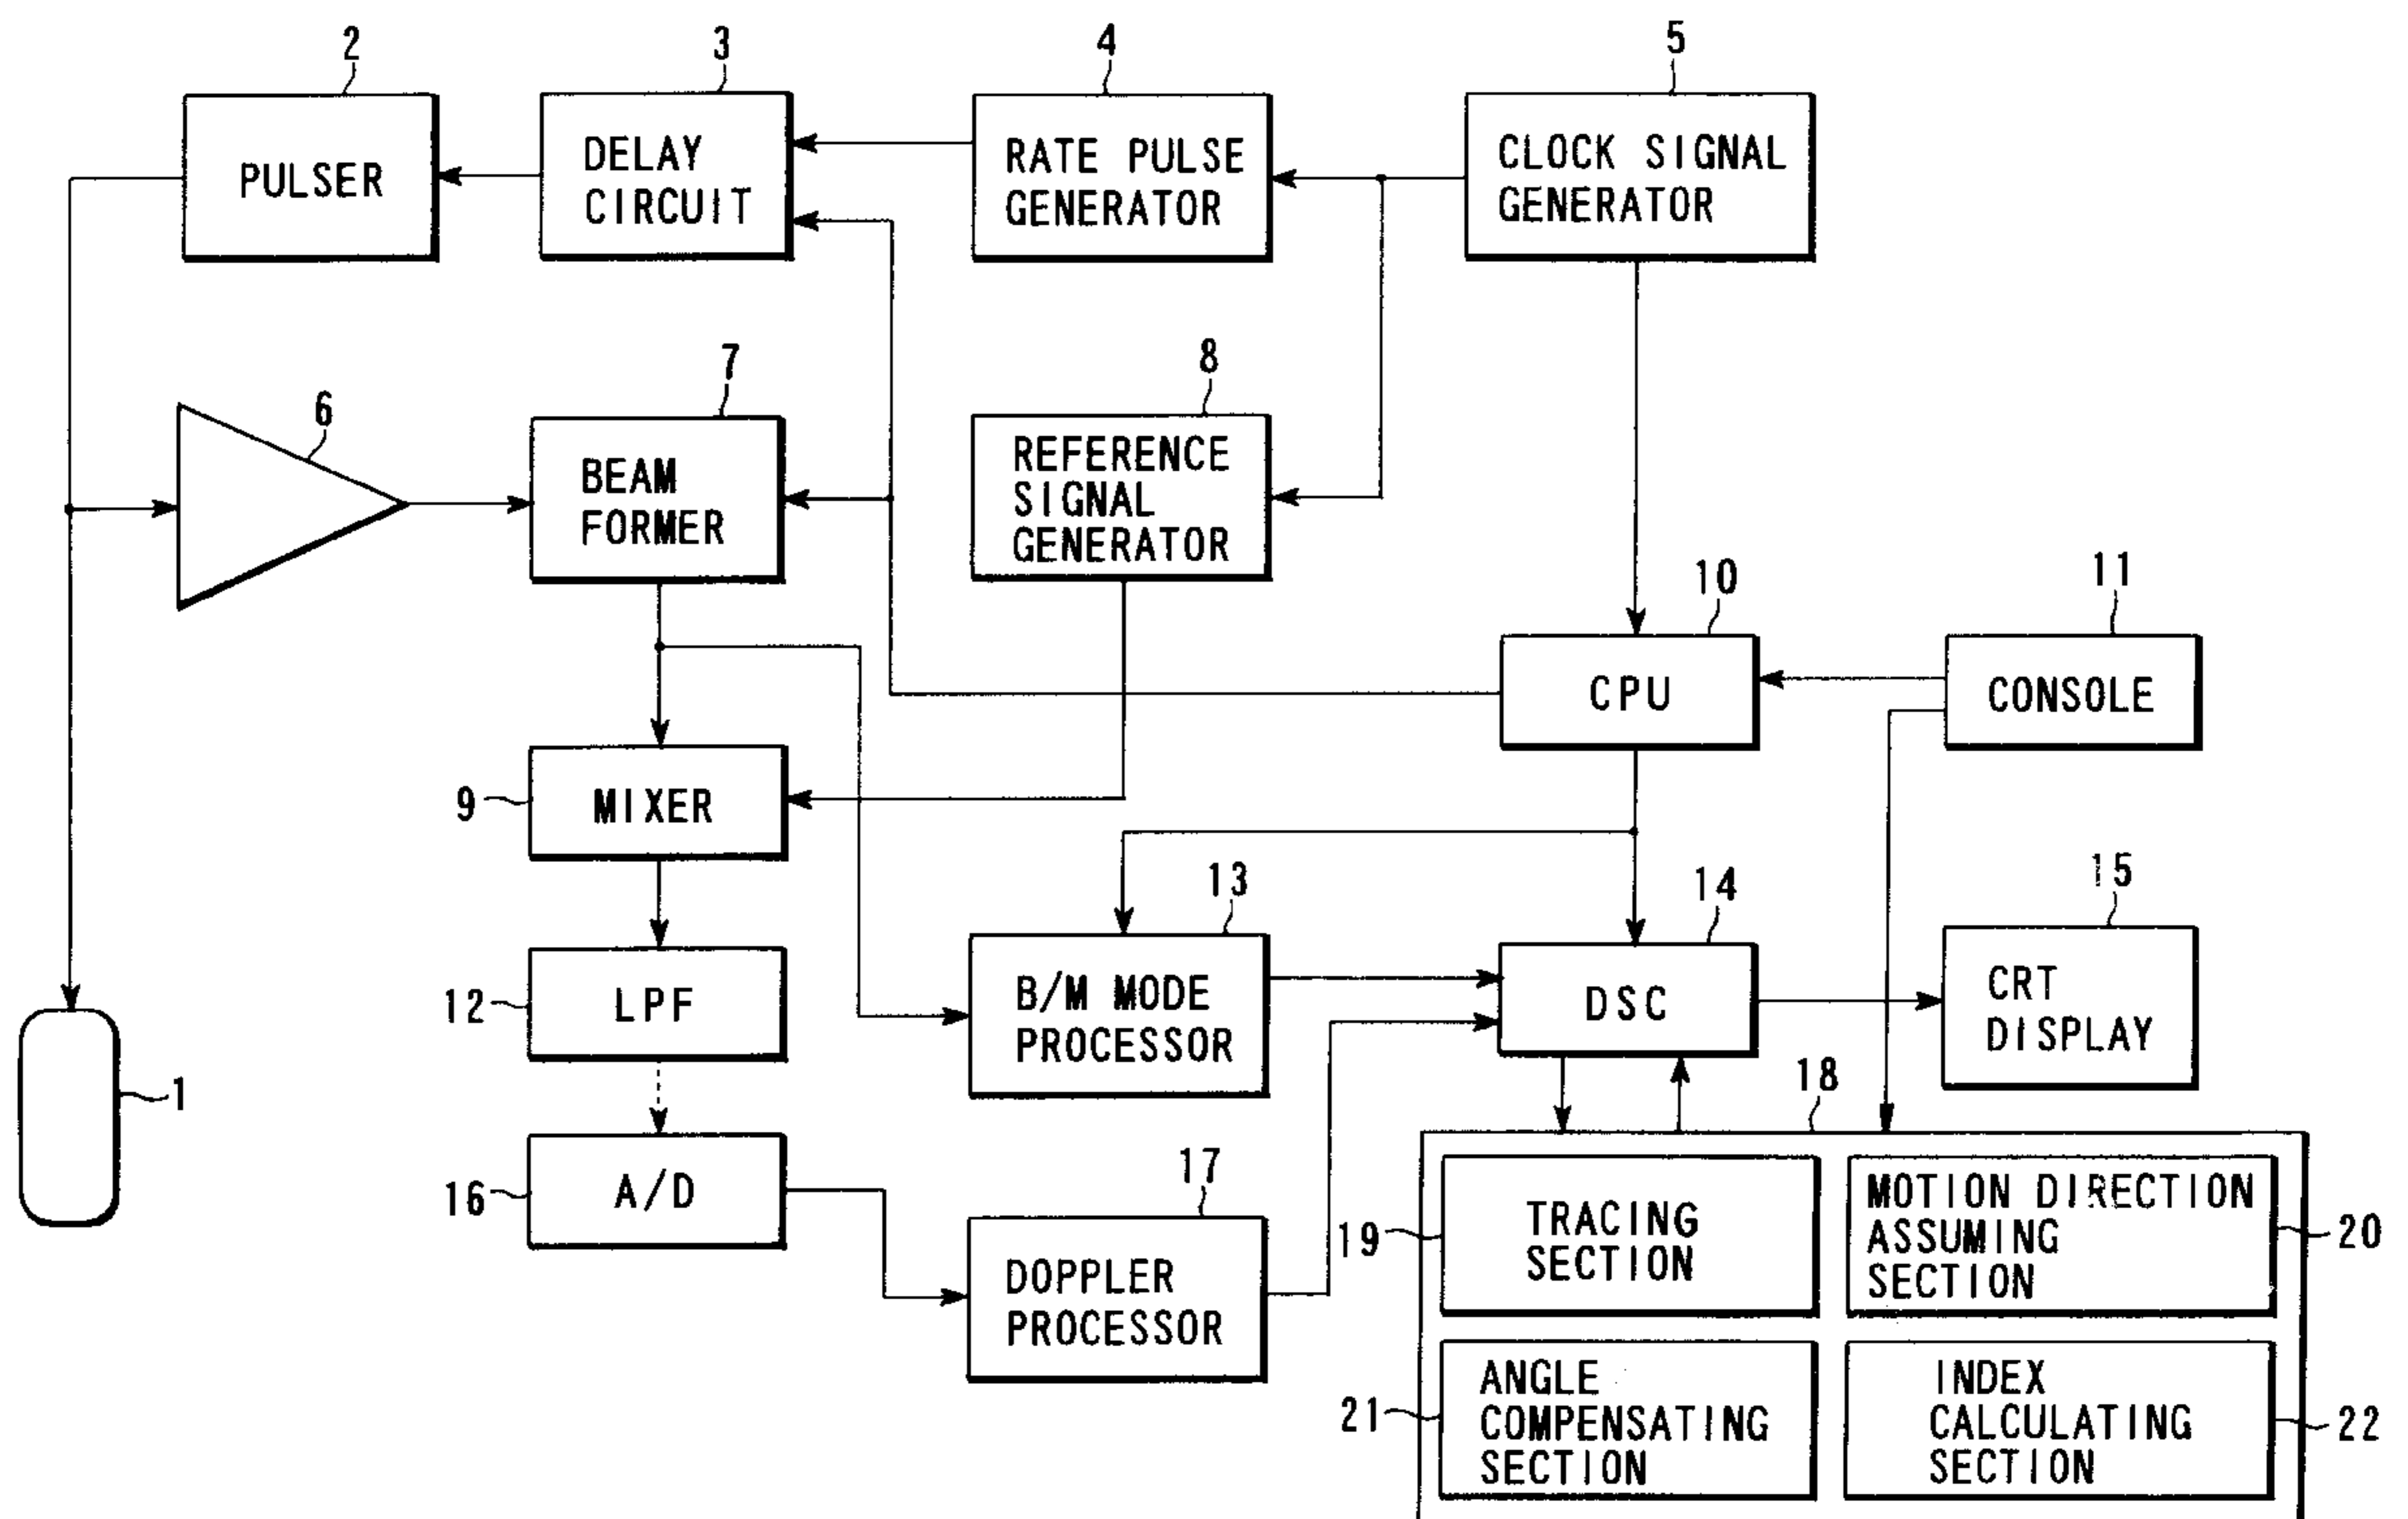 2
3
4
5
PULSER
DELAY
CIRCUIT
RATE PULSE
GENERATOR
CLOCK SIGNAL
GENERATOR
6
7
8
BEAM
FORMER
REFERENCE
SIGNAL
GENERATOR
10
11
CPU
CONSOLE
9
MIXER
13
14
15
12
LPF
B/M MODE
PROCESSOR
DSC
CRT
DISPLAY
1
18
16
A/D
17
DOPPLER
PROCESSOR
19
TRACING
SECTION
MOTION DIRECTION
ASSUMING
SECTION
20
21
ANGLE
COMPENSATING
SECTION
INDEX
CALCULATING
SECTION
22